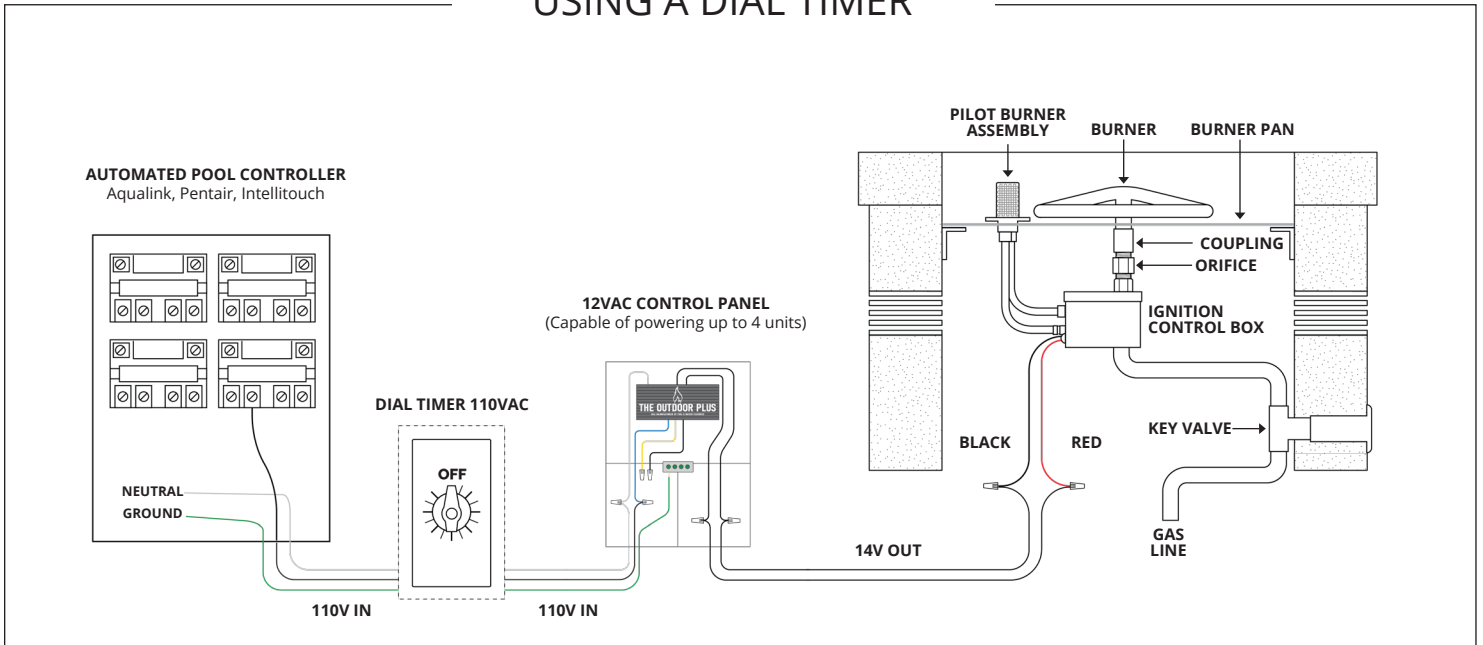 USING A DIAL TIMER
AUTOMATED POOL CONTROLLER
Aqualink, Pentair, Intellitouch
NEUTRAL
GROUND
110V IN
DIAL TIMER 110VAC
OFF
110V IN
12VAC CONTROL PANEL
(Capable of powering up to 4 units)
THE OUTDOOR PLUS
14V OUT
BLACK
RED
PILOT BURNER
ASSEMBLY
BURNER
BURNER PAN
COUPLING
ORIFICE
IGNITION
CONTROL BOX
KEY VALVE
GAS
LINE